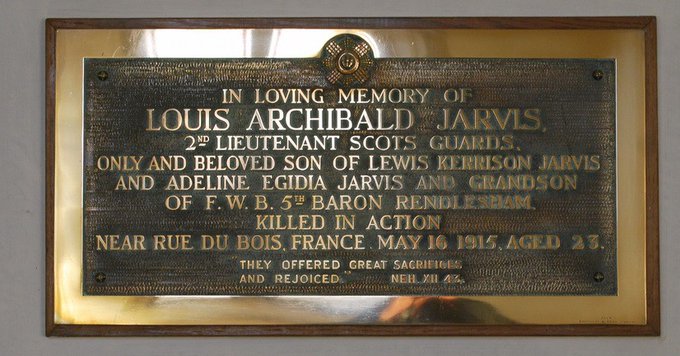 IN LOVING MEMORY OF
LOUIS ARCHIBALD JARVIS,
2ND LIEUTENANT SCOTS GUARDS.
ONLY AND BELOVED SON OF LEWIS KERRISON JARVIS
AND ADELINE EGIDIA JARVIS AND GRANDSON
OF F. W. B. 5TH BARON RENDLESHAM.
KILLED IN ACTION
NEAR RUE DU BOIS, FRANCE. MAY 16 1915, AGED 23.
"THEY OFFERED GREAT SACRIFICES
AND REJOICED." NEH. XII 43.